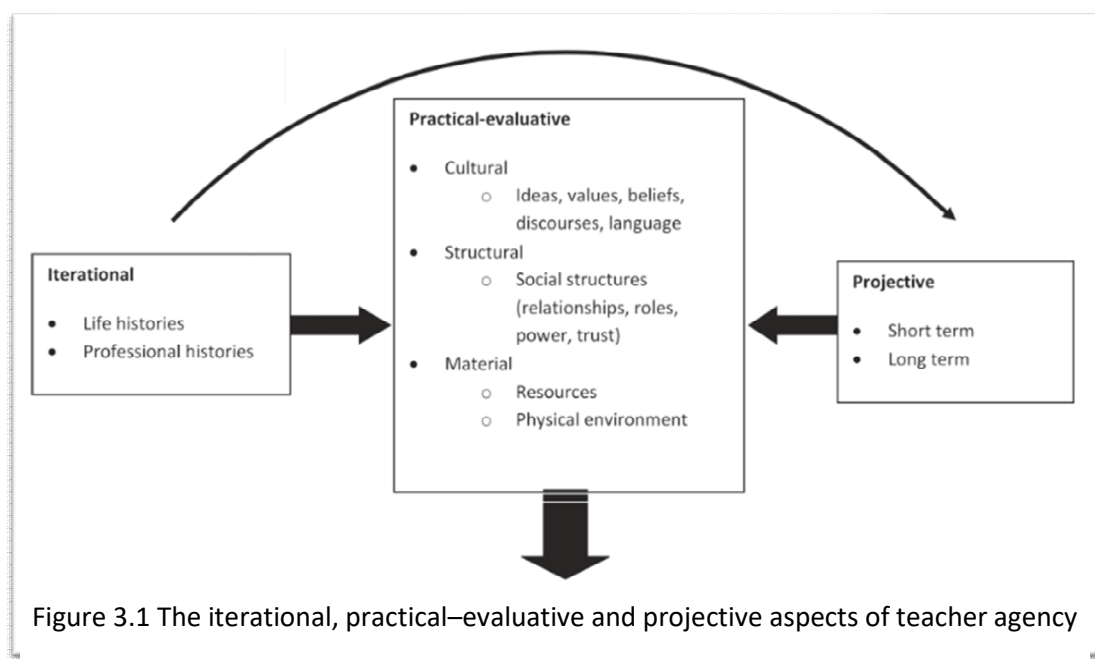 Practical-evaluative
• Cultural
o Ideas, values, beliefs,
discourses, language
• Structural
o Social structures
(relationships, roles,
power, trust)
• Material
o Resources
o Physical environment
Iterational
• Life histories
• Professional histories
Projective
• Short term
• Long term
Figure 3.1 The iterational, practical–evaluative and projective aspects of teacher agency